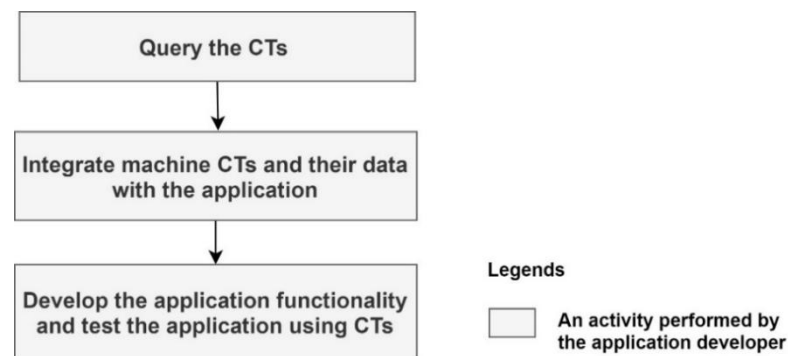 Query the CTs
Integrate machine CTs and their data
with the application
Develop the application functionality
and test the application using CTs
Legends
An activity performed by
the application developer